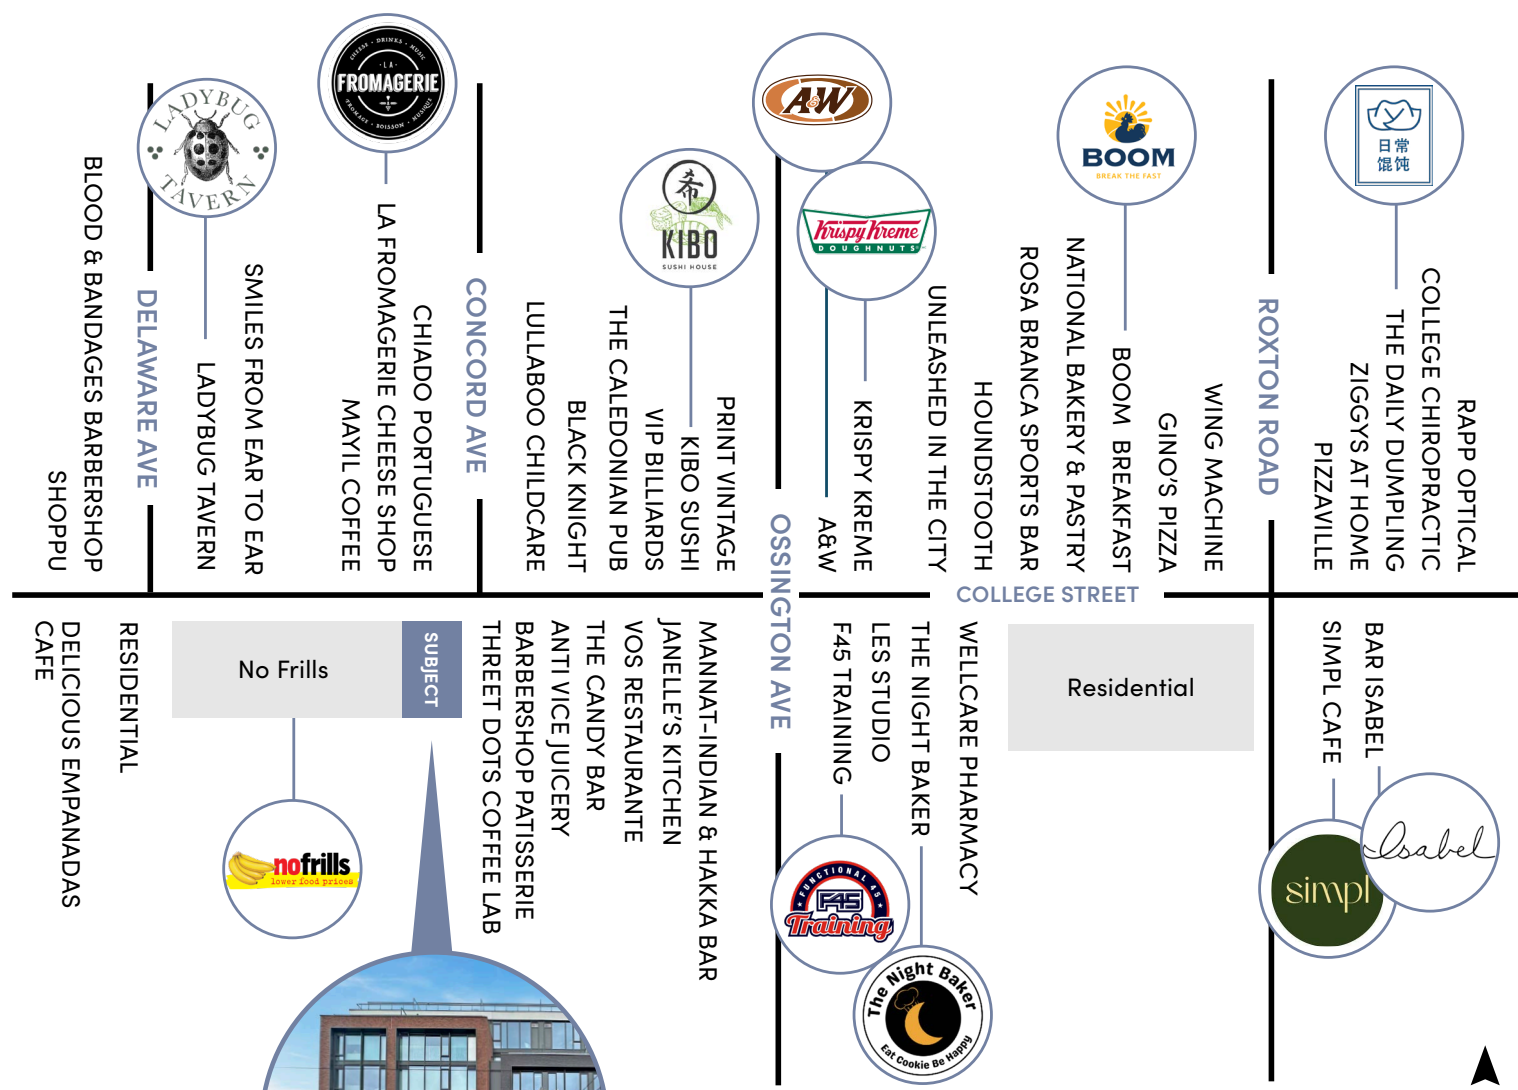 CHEESE • DRINKS • MUSIC
• LA •
FROMAGERIE
FROMAGE • BOISSON • MUSIQUE
LADYBUG
TAVERN
A&W
希
KIBO
SUSHI HOUSE
Krispy Kreme
DOUGHNUTS
BOOM
BREAK THE FAST
日常
馄饨
SHOPPU
BLOOD & BANDAGES BARBERSHOP
DELAWARE AVE
LADYBUG TAVERN
SMILES FROM EAR TO EAR
MAYIL COFFEE
LA FROMAGERIE CHEESE SHOP
CHIADO PORTUGUESE
CONCORD AVE
LULLABOO CHILDCARE
BLACK KNIGHT
THE CALEDONIAN PUB
VIP BILLIARDS
KIBO SUSHI
PRINT VINTAGE
OSSINGTON AVE
A&W
KRISPY KREME
UNLEASHED IN THE CITY
HOUNDSTOOTH
ROSA BRANCA SPORTS BAR
NATIONAL BAKERY & PASTRY
BOOM BREAKFAST
GINO'S PIZZA
WING MACHINE
ROXTON ROAD
PIZZAVILLE
ZIGGYS AT HOME
THE DAILY DUMPLING
COLLEGE CHIROPRACTIC
RAPP OPTICAL
COLLEGE STREET
DELICIOUS EMPANADAS
CAFE
RESIDENTIAL
No Frills
SUBJECT
THREET DOTS COFFEE LAB
BARBERSHOP PATISSERIE
ANTI VICE JUICERY
THE CANDY BAR
VOS RESTAURANTE
JANELLE'S KITCHEN
MANNAT-INDIAN & HAKKA BAR
F45 TRAINING
LES STUDIO
THE NIGHT BAKER
WELLCARE PHARMACY
Residential
SIMPL CAFE
BAR ISABEL
nofrills
lower food prices
FUNCTIONAL 45
F45
Training
The Night Baker
Eat Cookie Be Happy
simpl
Isabel